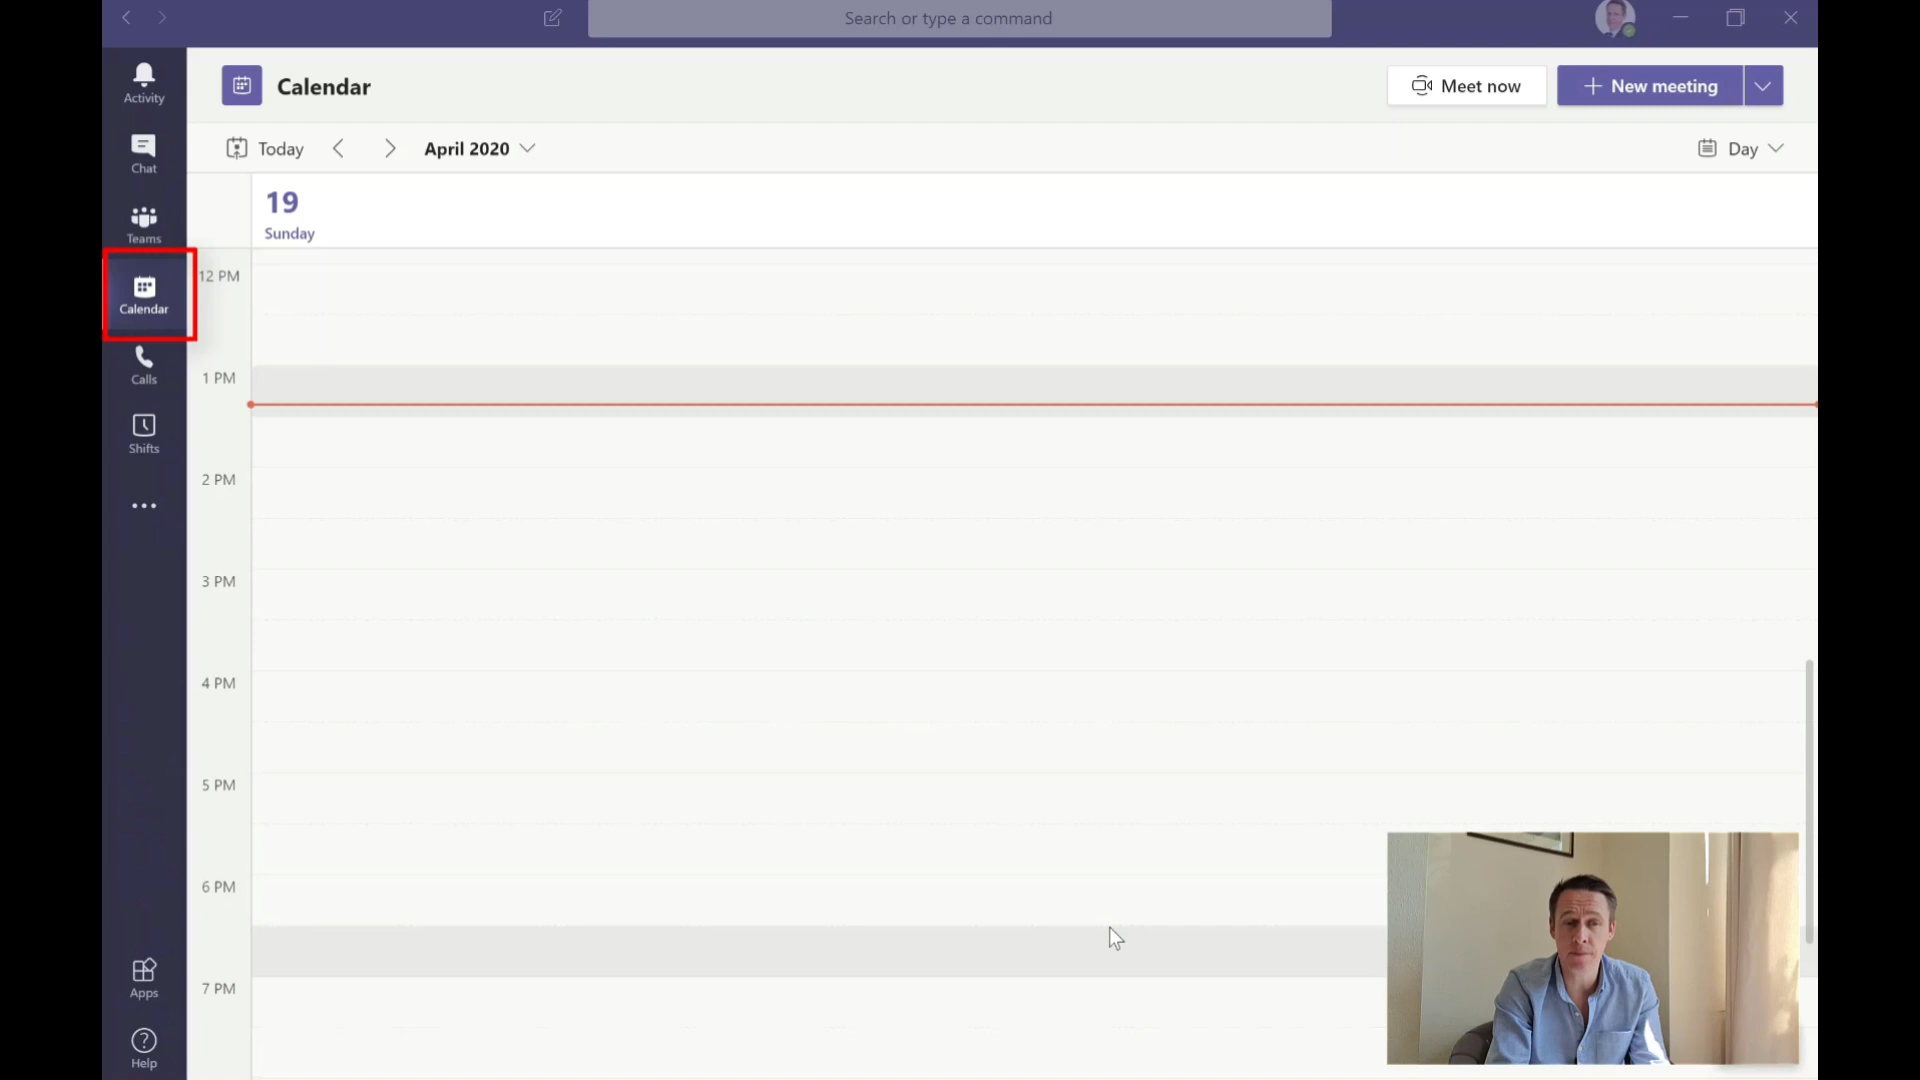 Search or type a command
Activity
Chat
Teams
Calendar
Calls
Shifts
Apps
Help
Calendar
Meet now
New meeting
Today
April 2020
Day
19
Sunday
12 PM
1 PM
2 PM
3 PM
4 PM
5 PM
6 PM
7 PM